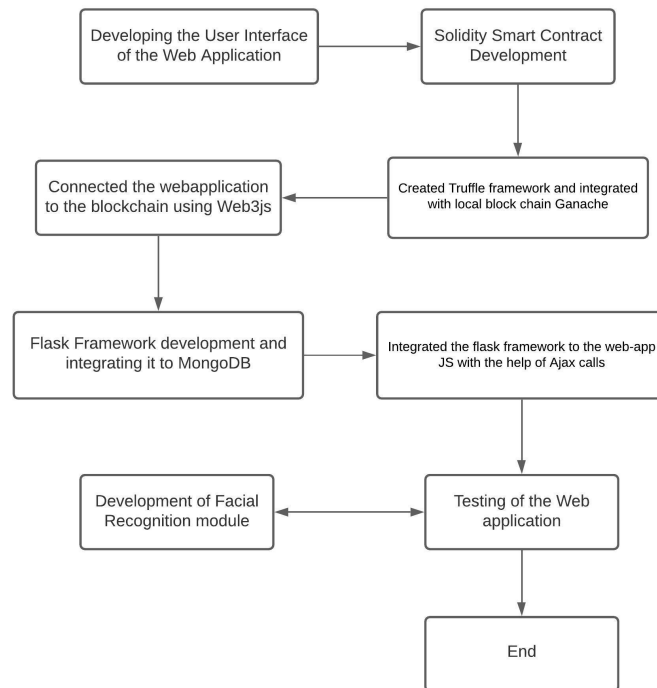 Developing the User Interface
of the Web Application
Solidity Smart Contract
Development
Connected the webapplication
to the blockchain using Web3js
Created Truffle framework and integrated
with local block chain Ganache
Flask Framework development and
integrating it to MongoDB
Integrated the flask framework to the web-app
JS with the help of Ajax calls
Development of Facial
Recognition module
Testing of the Web
application
End